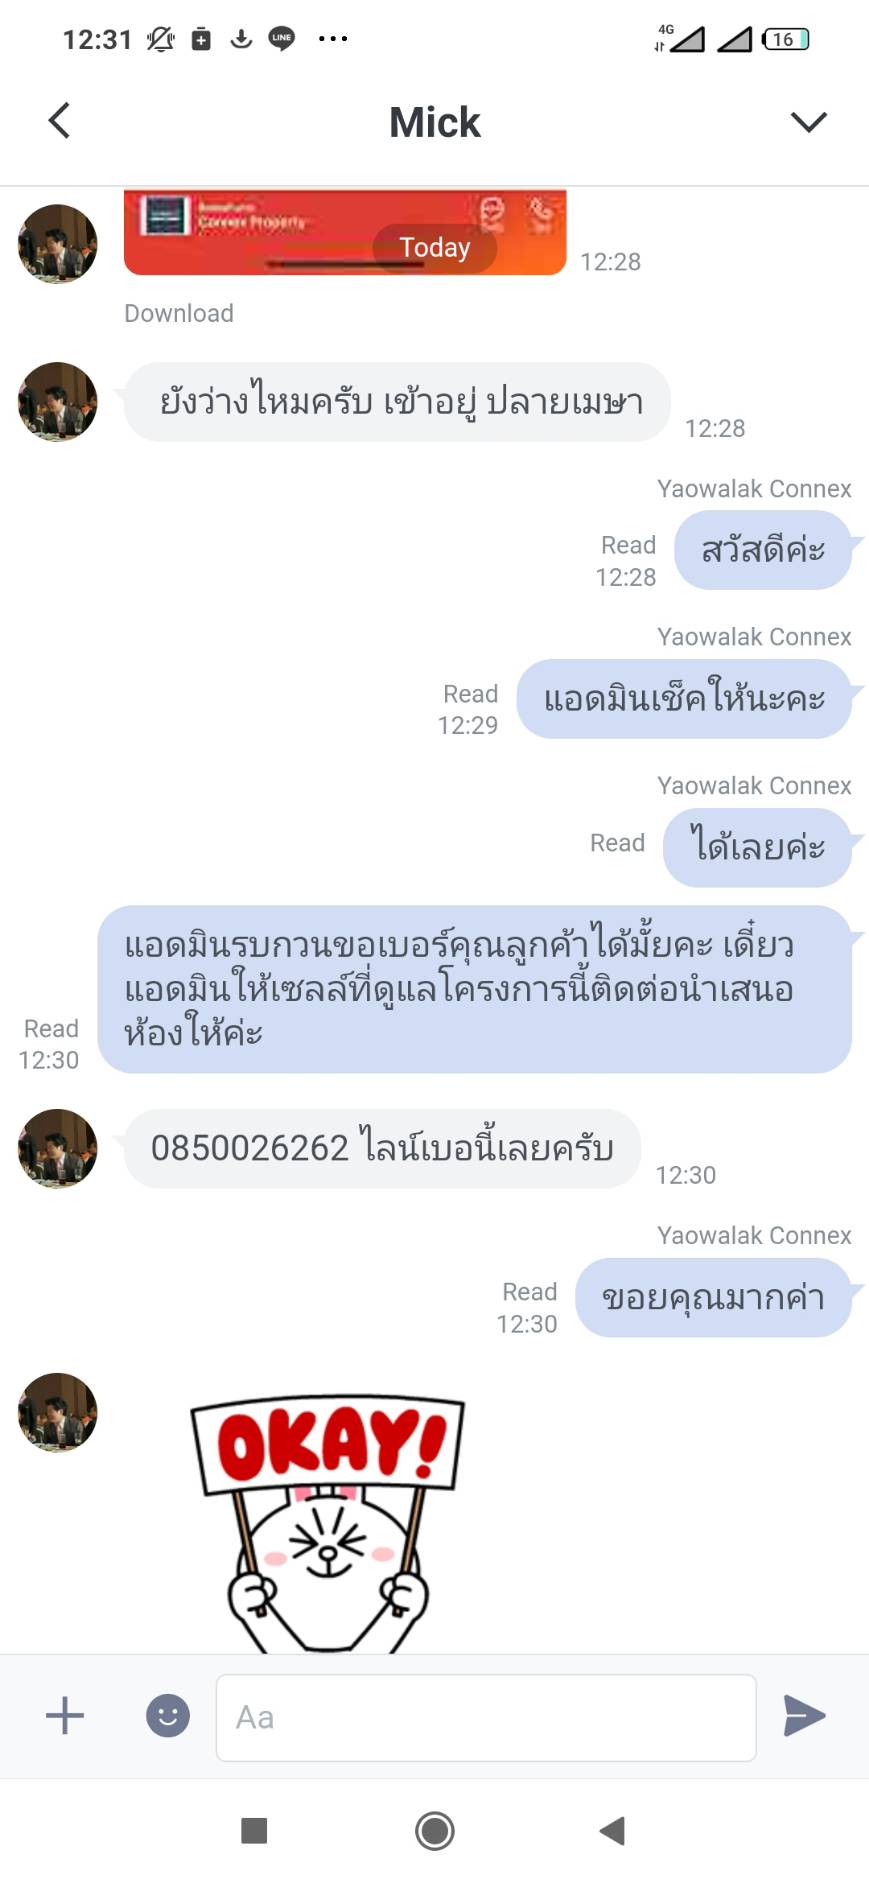 12:31
LINE
4G
16
Mick
Connex Property
Today
12:28
Download
ยังว่างไหมครับ เข้าอยู่ ปลายเมษา
12:28
Yaowalak Connex
สวัสดีค่ะ
Read
12:28
Yaowalak Connex
แอดมินเช็คให้นะคะ
Read
12:29
Yaowalak Connex
ได้เลยค่ะ
Read
แอดมินรบกวนขอเบอร์คุณลูกค้าได้มั้ยคะ เดี๋ยว
แอดมินให้เซลล์ที่ดูแลโครงการนี้ติดต่อนำเสนอ
ห้องให้ค่ะ
Read
12:30
0850026262 ไลน์เบอนี้เลยครับ
12:30
Yaowalak Connex
ขอยคุณมากค่า
Read
12:30
OKAY!
Aa